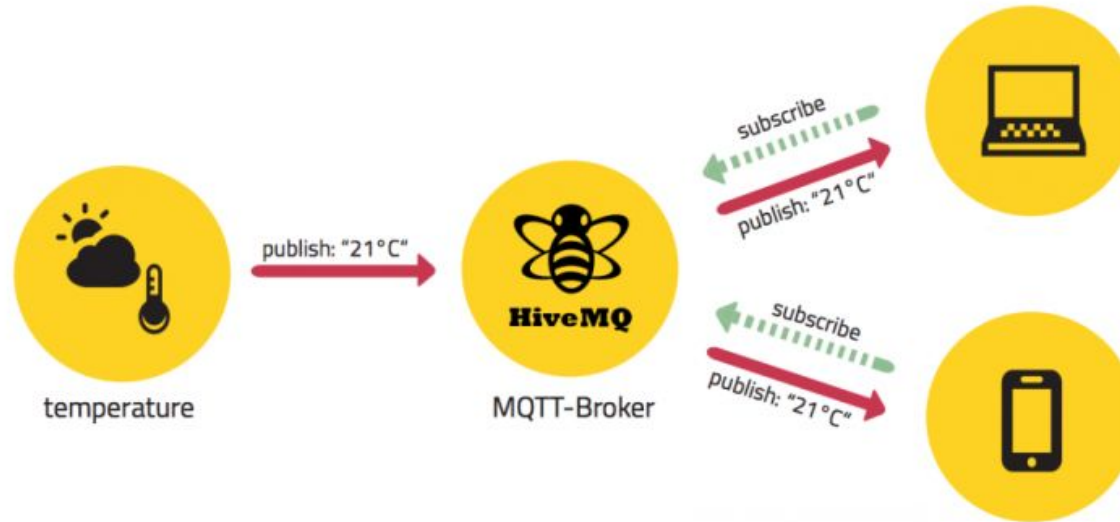 publish: “21°C“
temperature
HiveMQ
MQTT-Broker
subscribe
publish: “21°C“
subscribe
publish: “21°C“